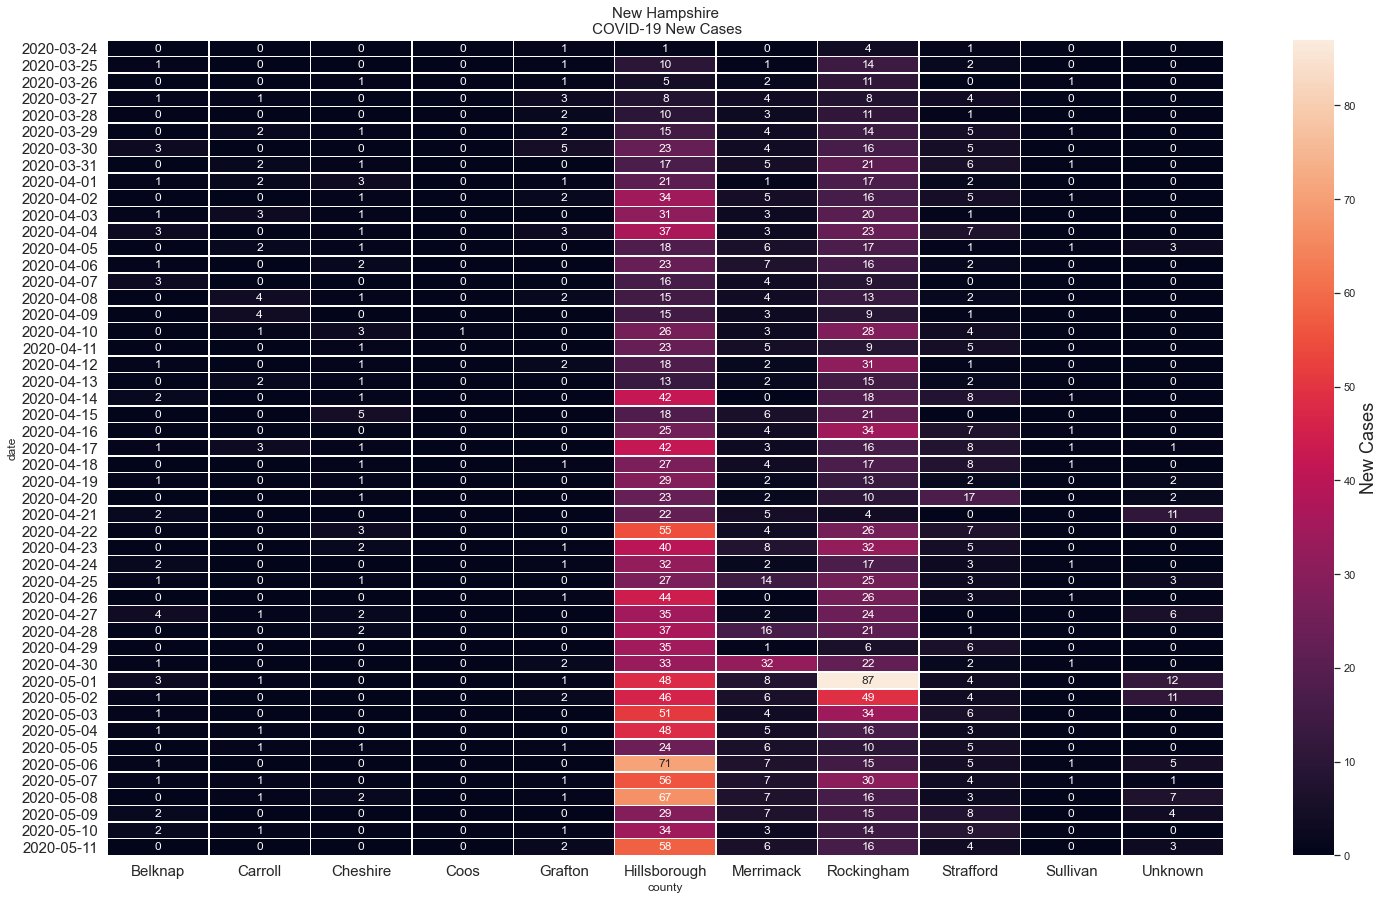 New Hampshire
COVID-19 New Cases
2020-03-24 0 0 0 0 1 1 0 4 1 0 0
2020-03-25 1 0 0 0 1 10 1 14 2 0 0
2020-03-26 0 0 1 0 1 5 2 11 0 1 0
2020-03-27 1 1 0 0 3 8 4 8 4 0 0
2020-03-28 0 0 0 0 2 10 3 11 1 0 0
2020-03-29 0 2 1 0 2 15 4 14 5 1 0
2020-03-30 3 0 0 0 5 23 4 16 5 0 0
2020-03-31 0 2 1 0 0 17 5 21 6 1 0
2020-04-01 1 2 3 0 1 21 1 17 2 0 0
2020-04-02 0 0 1 0 2 34 5 16 5 1 0
2020-04-03 1 3 1 0 0 31 3 20 1 0 0
2020-04-04 3 0 1 0 3 37 3 23 7 0 0
2020-04-05 0 2 1 0 0 18 6 17 1 1 3
2020-04-06 1 0 2 0 0 23 7 16 2 0 0
2020-04-07 3 0 0 0 0 16 4 9 0 0 0
2020-04-08 0 4 1 0 2 15 4 13 2 0 0
2020-04-09 0 4 0 0 0 15 3 9 1 0 0
2020-04-10 0 1 3 1 0 26 3 28 4 0 0
2020-04-11 0 0 1 0 0 23 5 9 5 0 0
2020-04-12 1 0 1 0 2 18 2 31 1 0 0
2020-04-13 0 2 1 0 0 13 2 15 2 0 0
2020-04-14 2 0 1 0 0 42 0 18 8 1 0
2020-04-15 0 0 5 0 0 18 6 21 0 0 0
2020-04-16 0 0 0 0 0 25 4 34 7 1 0
2020-04-17 1 3 1 0 0 42 3 16 8 1 1
2020-04-18 0 0 1 0 1 27 4 17 8 1 0
2020-04-19 1 0 1 0 0 29 2 13 2 0 2
2020-04-20 0 0 1 0 0 23 2 10 17 0 2
2020-04-21 2 0 0 0 0 22 5 4 0 0 11
2020-04-22 0 0 3 0 0 55 4 26 7 0 0
2020-04-23 0 0 2 0 1 40 8 32 5 0 0
2020-04-24 2 0 0 0 1 32 2 17 3 1 0
2020-04-25 1 0 1 0 0 27 14 25 3 0 3
2020-04-26 0 0 0 0 1 44 0 26 3 1 0
2020-04-27 4 1 2 0 0 35 2 24 0 0 6
2020-04-28 0 0 2 0 0 37 16 21 1 0 0
2020-04-29 0 0 0 0 0 35 1 6 6 0 0
2020-04-30 1 0 0 0 2 33 32 22 2 1 0
2020-05-01 3 1 0 0 1 48 8 87 4 0 12
2020-05-02 1 0 0 0 2 46 6 49 4 0 11
2020-05-03 1 0 0 0 0 51 4 34 6 0 0
2020-05-04 1 1 0 0 0 48 5 16 3 0 0
2020-05-05 0 1 1 0 1 24 6 10 5 0 0
2020-05-06 1 0 0 0 0 71 7 15 5 1 5
2020-05-07 1 1 0 0 1 56 7 30 4 1 1
2020-05-08 0 1 2 0 1 67 7 16 3 0 7
2020-05-09 2 0 0 0 0 29 7 15 8 0 4
2020-05-10 2 1 0 0 1 34 3 14 9 0 0
2020-05-11 0 0 0 0 2 58 6 16 4 0 3
Belknap Carroll Cheshire Coos Grafton Hillsborough Merrimack Rockingham Strafford Sullivan Unknown
county
date
80
70
60
50
40
30
20
10
0
New Cases